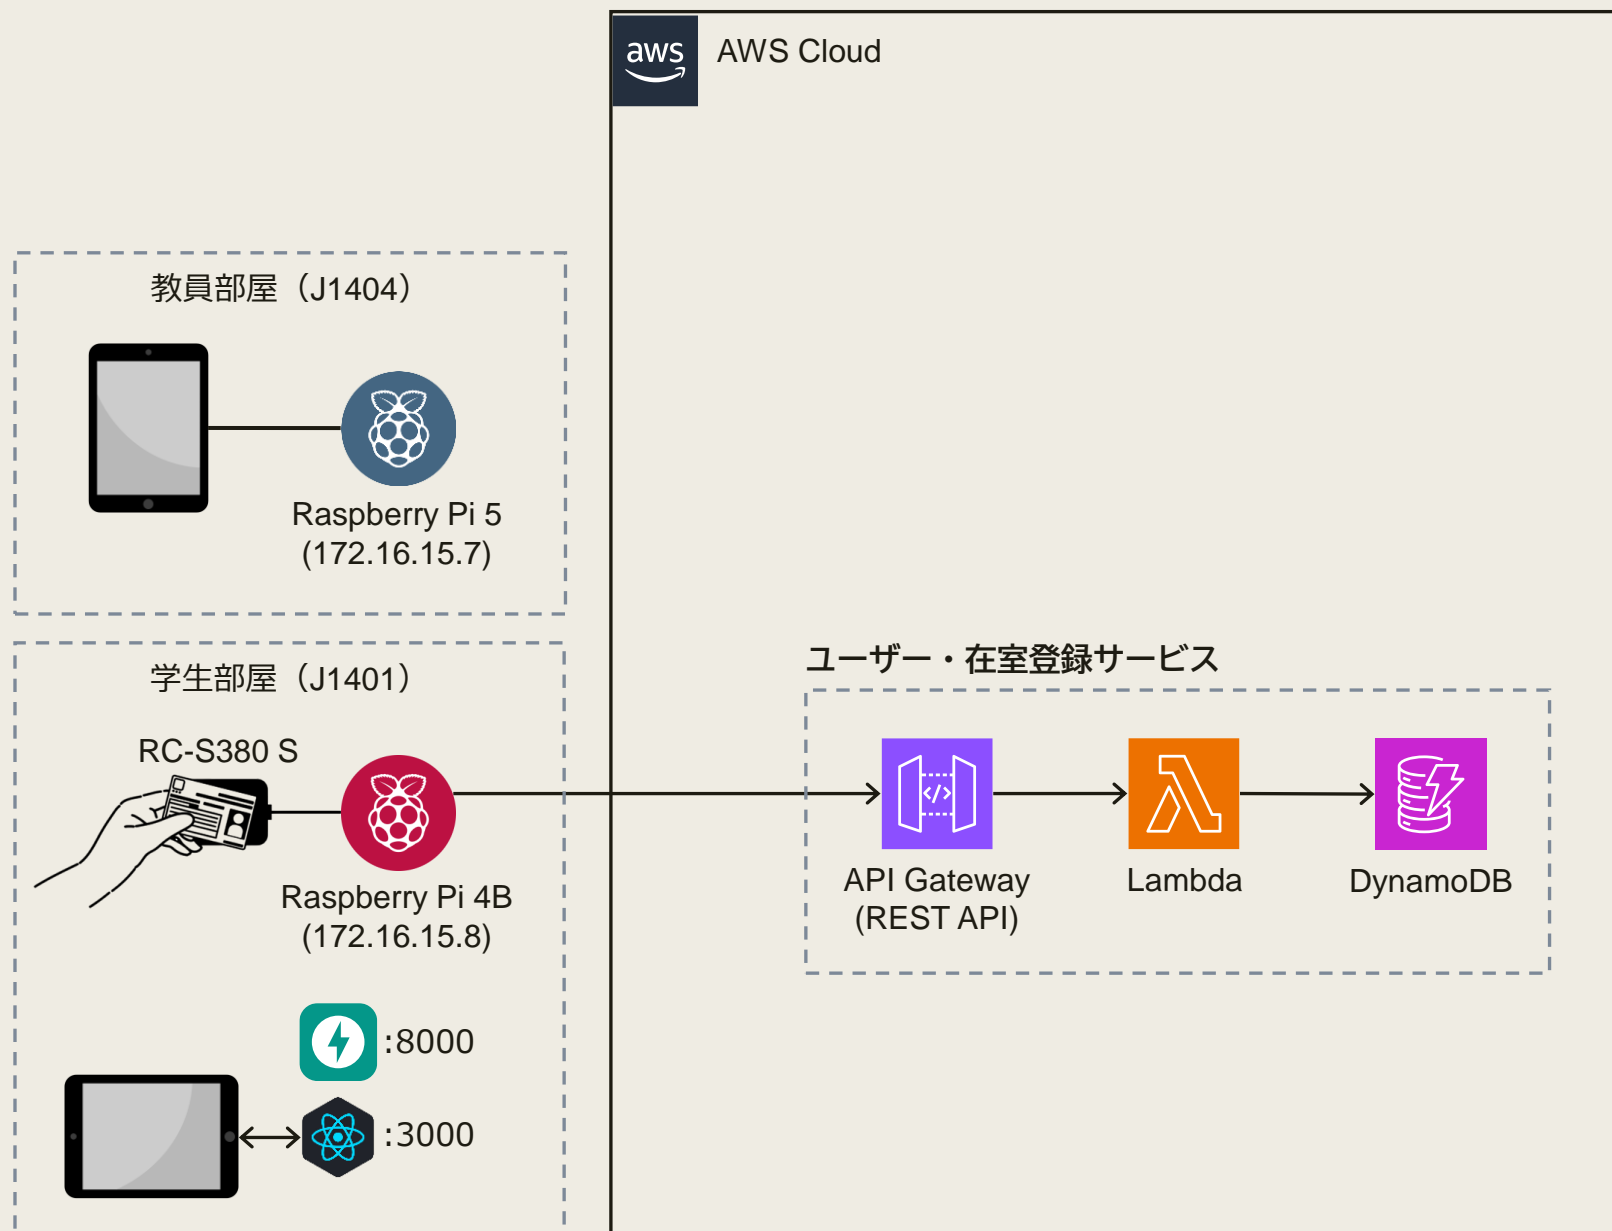 aws
AWS Cloud
教員部屋（J1404）
Raspberry Pi 5
(172.16.15.7)
学生部屋（J1401）
RC-S380 S
Raspberry Pi 4B
(172.16.15.8)
:8000
:3000
ユーザー・在室登録サービス
</>
API Gateway
(REST API)
Lambda
DynamoDB